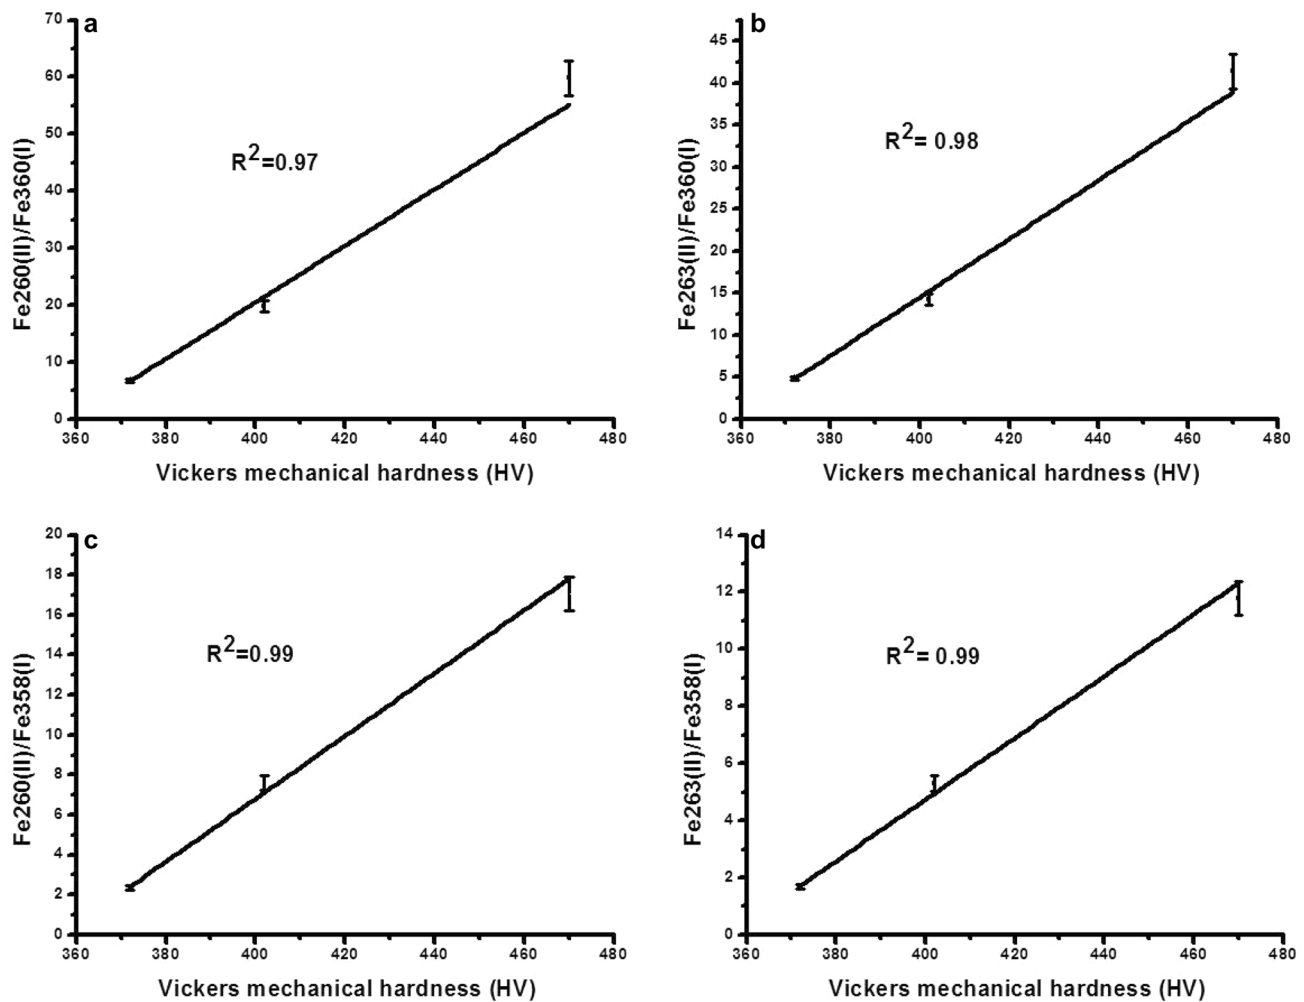 a
70
60
50
40
30
20
10
0
Fe260(II)/Fe360(I)
R2=0.97
360 380 400 420 440 460 480
Vickers mechanical hardness (HV)
b
45
40
35
30
25
20
15
10
5
0
Fe263(II)/Fe360(I)
R2= 0.98
360 380 400 420 440 460 480
Vickers mechanical hardness (HV)
c
20
18
16
14
12
10
8
6
4
2
0
Fe260(II)/Fe358(I)
R2=0.99
360 380 400 420 440 460 480
Vickers mechanical hardness (HV)
d
14
12
10
8
6
4
2
0
Fe263(II)/Fe358(I)
R2= 0.99
360 380 400 420 440 460 480
Vickers mechanical hardness (HV)